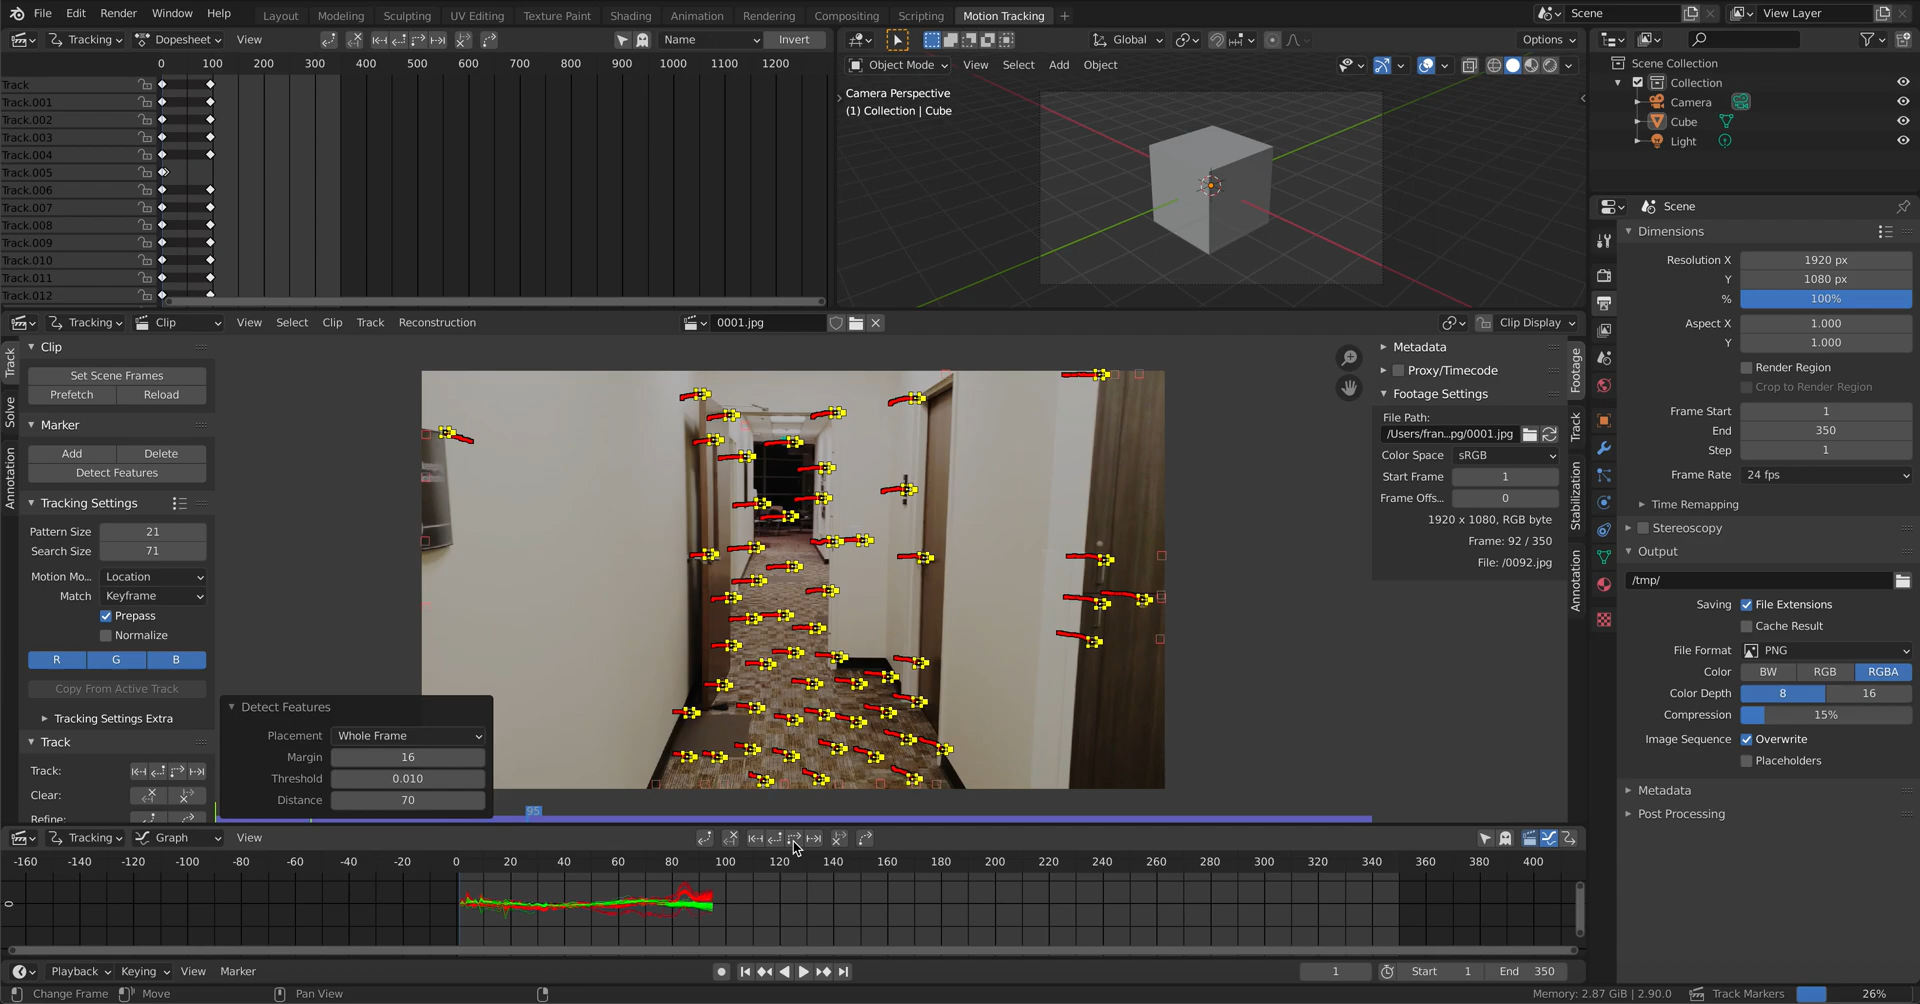 File Edit Render Window Help Layout Modeling Sculpting UV Editing Texture Paint Shading Animation Rendering Compositing Scripting Motion Tracking Scene View Layer
Tracking Dopesheet View Name Invert
0 100 200 300 400 500 600 700 800 900 1000 1100 1200
Track
Track.001
Track.002
Track.003
Track.004
Track.005
Track.006
Track.007
Track.008
Track.009
Track.010
Track.011
Track.012
Global Options
Object Mode View Select Add Object
Camera Perspective
(1) Collection | Cube
Scene Collection
Collection
Camera
Cube
Light
Tracking Clip View Select Clip Track Reconstruction 0001.jpg Clip Display
Track
Solve
Annotation
Clip
Set Scene Frames
Prefetch Reload
Marker
Add Delete
Detect Features
Tracking Settings
Pattern Size 21
Search Size 71
Motion Mo... Location
Match Keyframe
Prepass
Normalize
R G B
Copy From Active Track
Tracking Settings Extra
Track
Track:
Clear:
Refine:
Detect Features
Placement Whole Frame
Margin 16
Threshold 0.010
Distance 70
95
Metadata
Proxy/Timecode
Footage Settings
File Path:
/Users/fran...pg/0001.jpg
Color Space sRGB
Start Frame 1
Frame Offs... 0
1920 x 1080, RGB byte
Frame: 92 / 350
File: /0092.jpg
Footage
Track
Stabilization
Annotation
Scene
Dimensions
Resolution X 1920 px
Y 1080 px
% 100%
Aspect X 1.000
Y 1.000
Render Region
Crop to Render Region
Frame Start 1
End 350
Step 1
Frame Rate 24 fps
Time Remapping
Stereoscopy
Output
/tmp/
Saving File Extensions
Cache Result
File Format PNG
Color BW RGB RGBA
Color Depth 8 16
Compression 15%
Image Sequence Overwrite
Placeholders
Metadata
Post Processing
Tracking Graph View
-160 -140 -120 -100 -80 -60 -40 -20 0 20 40 60 80 100 120 140 160 180 200 220 240 260 280 300 320 340 360 380 400
0
Playback Keying View Marker 1 Start 1 End 350
Change Frame Move Pan View Memory: 2.87 GiB | 2.90.0 Track Markers 26%